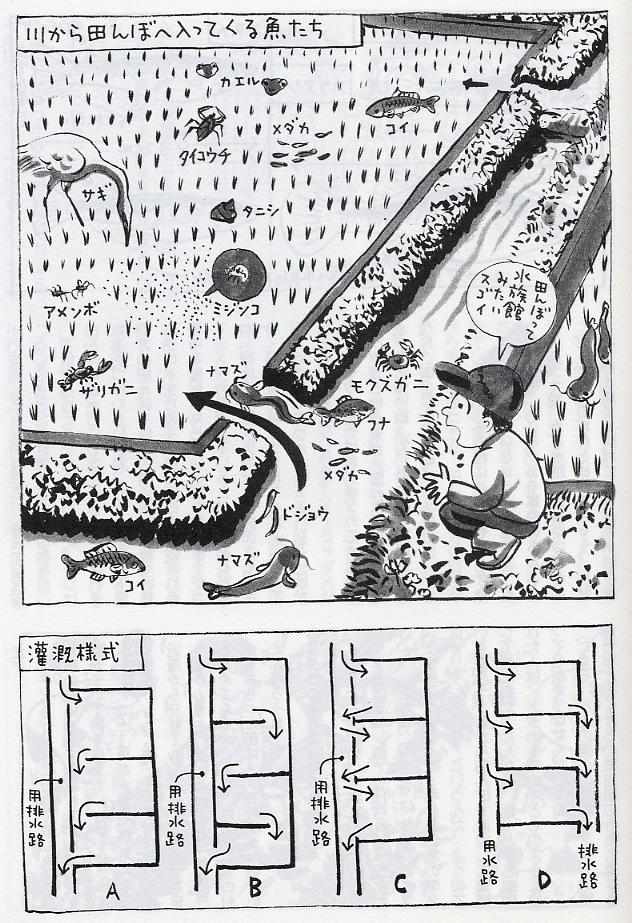 川から田んぼへ入ってくる魚たち
カエル
コイ
メダカ
タイコウチ
サギ
タニシ
ミジンコ
アメンボ
ザリガニ
田んぼって
水族館
みたい
スゴイ
モクズガニ
ナマズ
フナ
メダカ
ドジョウ
ナマズ
コイ
灌漑様式
用排水路
A
用排水路
B
用排水路
C
用水路
D
排水路